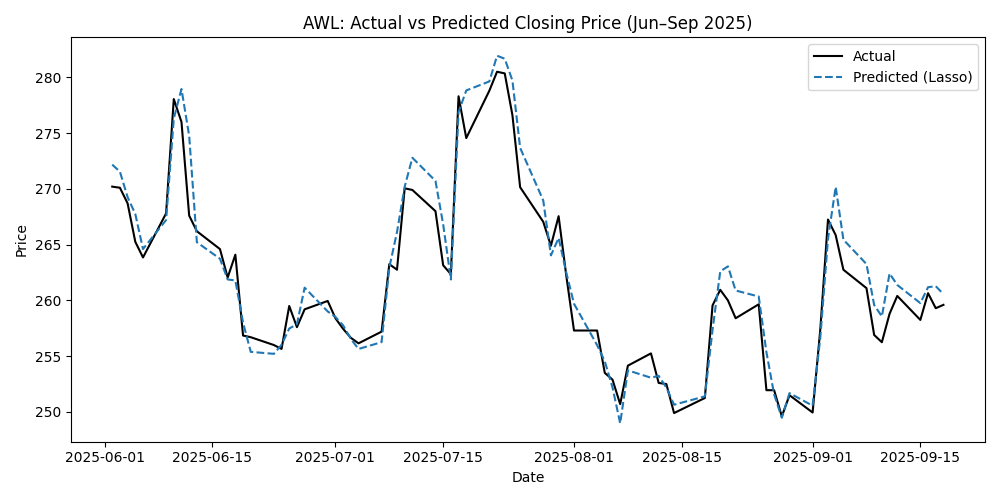 AWL: Actual vs Predicted Closing Price (Jun–Sep 2025)
Actual
Predicted (Lasso)
Price
280
275
270
265
260
255
250
2025-06-01 2025-06-15 2025-07-01 2025-07-15 2025-08-01 2025-08-15 2025-09-01 2025-09-15
Date